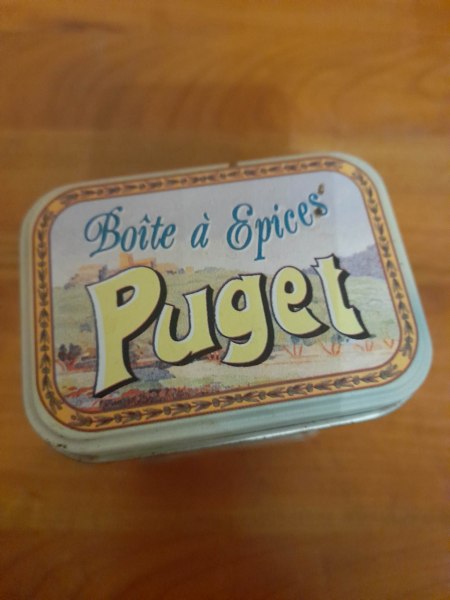 Boîte à Epices
Puget